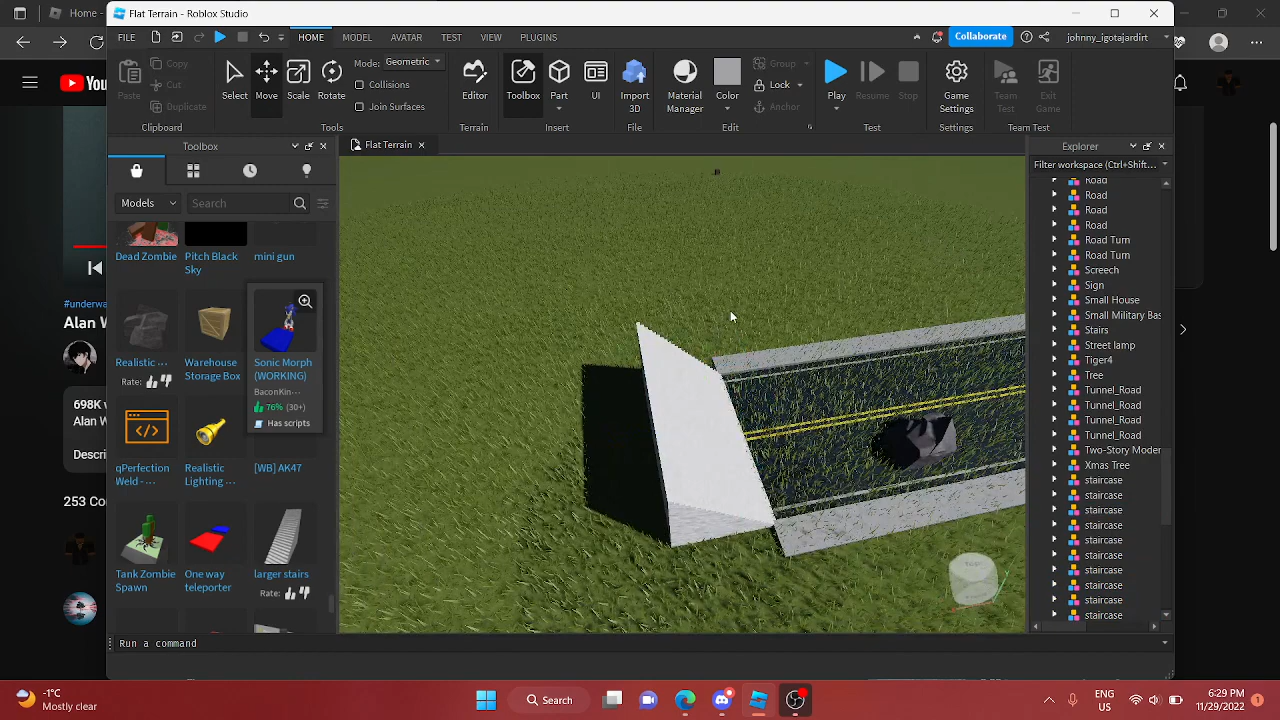 Flat Terrain - Roblox Studio
Home
FILE
HOME
MODEL
AVATAR
TEST
VIEW
PLUGINS
Collaborate
johnny_igotajardrt
Paste
Copy
Cut
Duplicate
Clipboard
Select
Move
Scale
Rotate
Mode: Geometric
Collisions
Join Surfaces
Tools
Editor
Terrain
Toolbox
Part
UI
Insert
Import 3D
File
Material Manager
Color
Group
Lock
Anchor
Edit
Play
Resume
Stop
Test
Game Settings
Settings
Team Test
Exit Game
Team Test
Toolbox
Flat Terrain
Explorer
Models
Search
Filter workspace (Ctrl+Shift...
Dead Zombie
Pitch Black Sky
mini gun
Realistic ...
Rate:
Warehouse Storage Box
Sonic Morph (WORKING)
BaconKin...
76% (30+)
Has scripts
qPerfection Weld - ...
Realistic Lighting ...
[WB] AK47
Tank Zombie Spawn
One way teleporter
larger stairs
Rate:
Road
Road
Road
Road
Road Turn
Road Turn
Screech
Sign
Small House
Small Military Bas
Stairs
Street lamp
Tiger4
Tree
Tunnel_Road
Tunnel_Road
Tunnel_Road
Tunnel_Road
Two-Story Moder
Xmas Tree
staircase
staircase
staircase
staircase
staircase
staircase
staircase
staircase
staircase
Run a command
You
#underwa
Alan W
698K v
Alan W
Descri
253 Co
-1°C
Mostly clear
Search
ENG
US
6:29 PM
11/29/2022
1